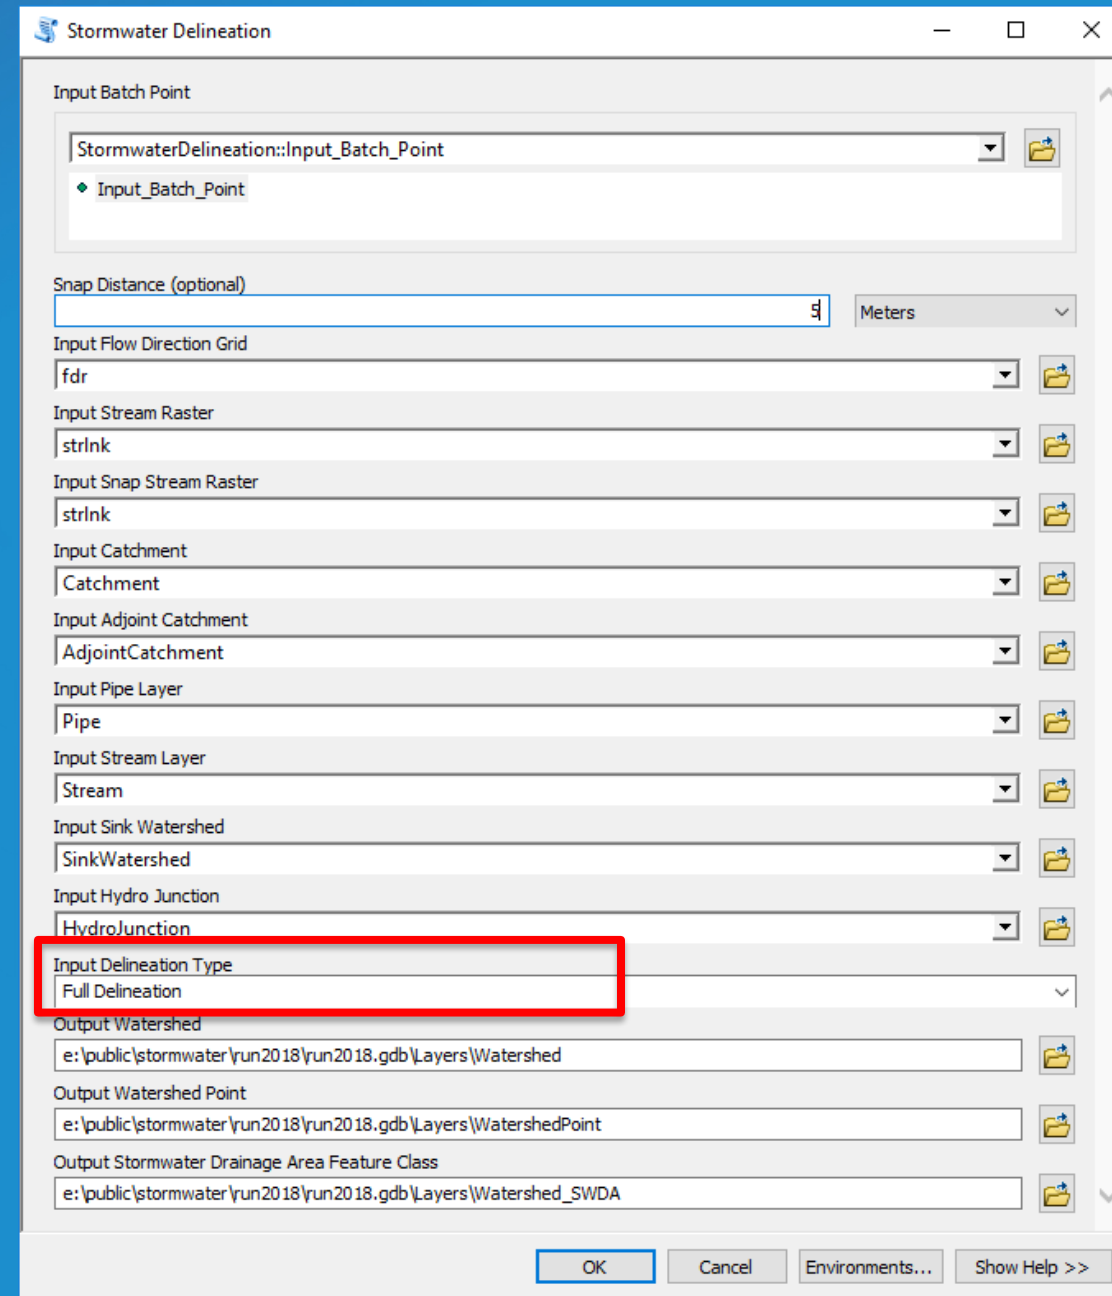 Stormwater Delineation
Input Batch Point
StormwaterDelineation::Input_Batch_Point
Input_Batch_Point
Snap Distance (optional)
5 Meters
Input Flow Direction Grid
fdr
Input Stream Raster
strlnk
Input Snap Stream Raster
strlnk
Input Catchment
Catchment
Input Adjoint Catchment
AdjointCatchment
Input Pipe Layer
Pipe
Input Stream Layer
Stream
Input Sink Watershed
SinkWatershed
Input Hydro Junction
HydroJunction
Input Delineation Type
Full Delineation
Output Watershed
e:\public\stormwater\run2018\run2018.gdb\Layers\Watershed
Output Watershed Point
e:\public\stormwater\run2018\run2018.gdb\Layers\WatershedPoint
Output Stormwater Drainage Area Feature Class
e:\public\stormwater\run2018\run2018.gdb\Layers\Watershed_SWDA
OK Cancel Environments... Show Help >>